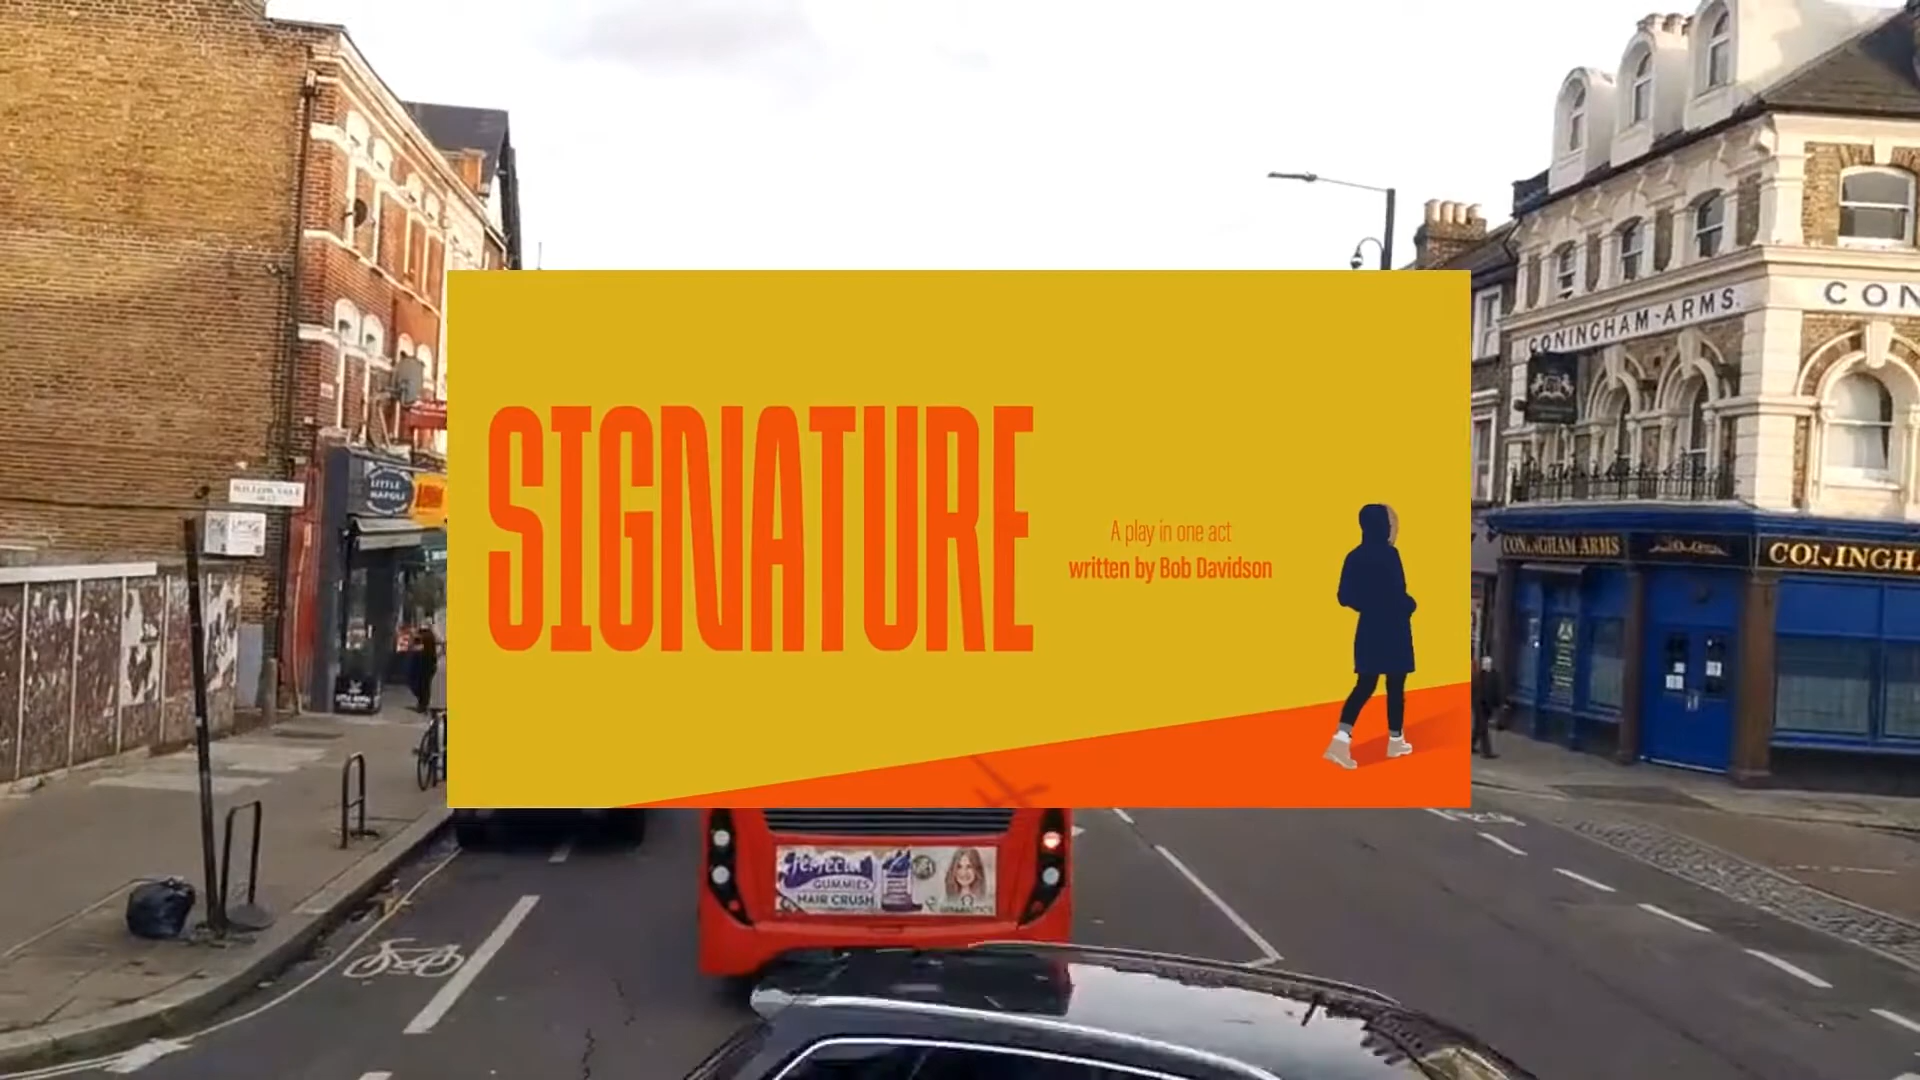 SIGNATURE
A play in one act
written by Bob Davidson
CONINGHAM-ARMS.
CON
CONINGHAM ARMS
CONINGHA
LITTLE
NAPOLI
GUMMIES
HAIR CRUSH